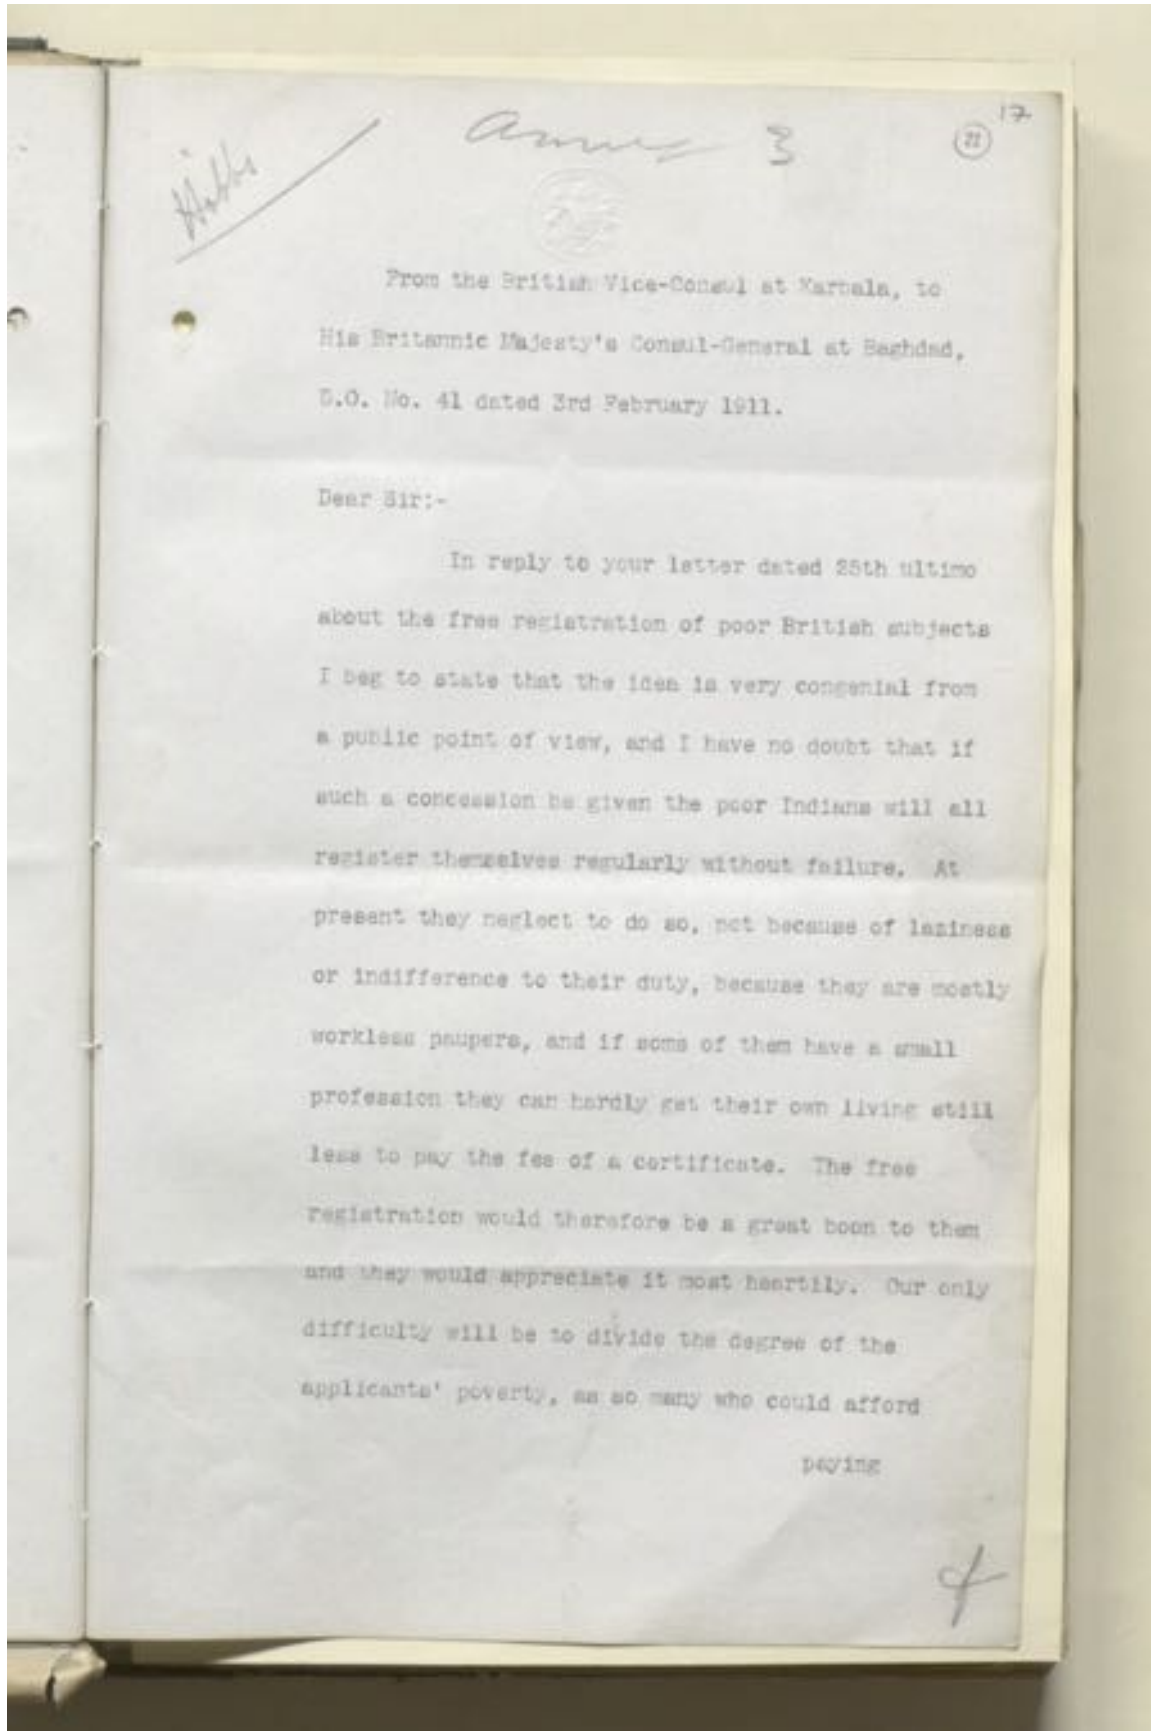 17
22
Annex 3
Hobbs
From the British Vice-Consul at Karbala, to
His Britannic Majesty's Consul-General at Baghdad,
D.O. No. 41 dated 3rd February 1911.
Dear Sir:-
In reply to your letter dated 25th ultimo
about the free registration of poor British subjects
I beg to state that the idea is very congenial from
a public point of view, and I have no doubt that if
such a concession be given the poor Indians will all
register themselves regularly without failure. At
present they neglect to do so, not because of laziness
or indifference to their duty, because they are mostly
workless paupers, and if some of them have a small
profession they can hardly get their own living still
less to pay the fee of a certificate. The free
registration would therefore be a great boon to them
and they would appreciate it most heartily. Our only
difficulty will be to divide the degree of the
applicants' poverty, as so many who could afford
paying